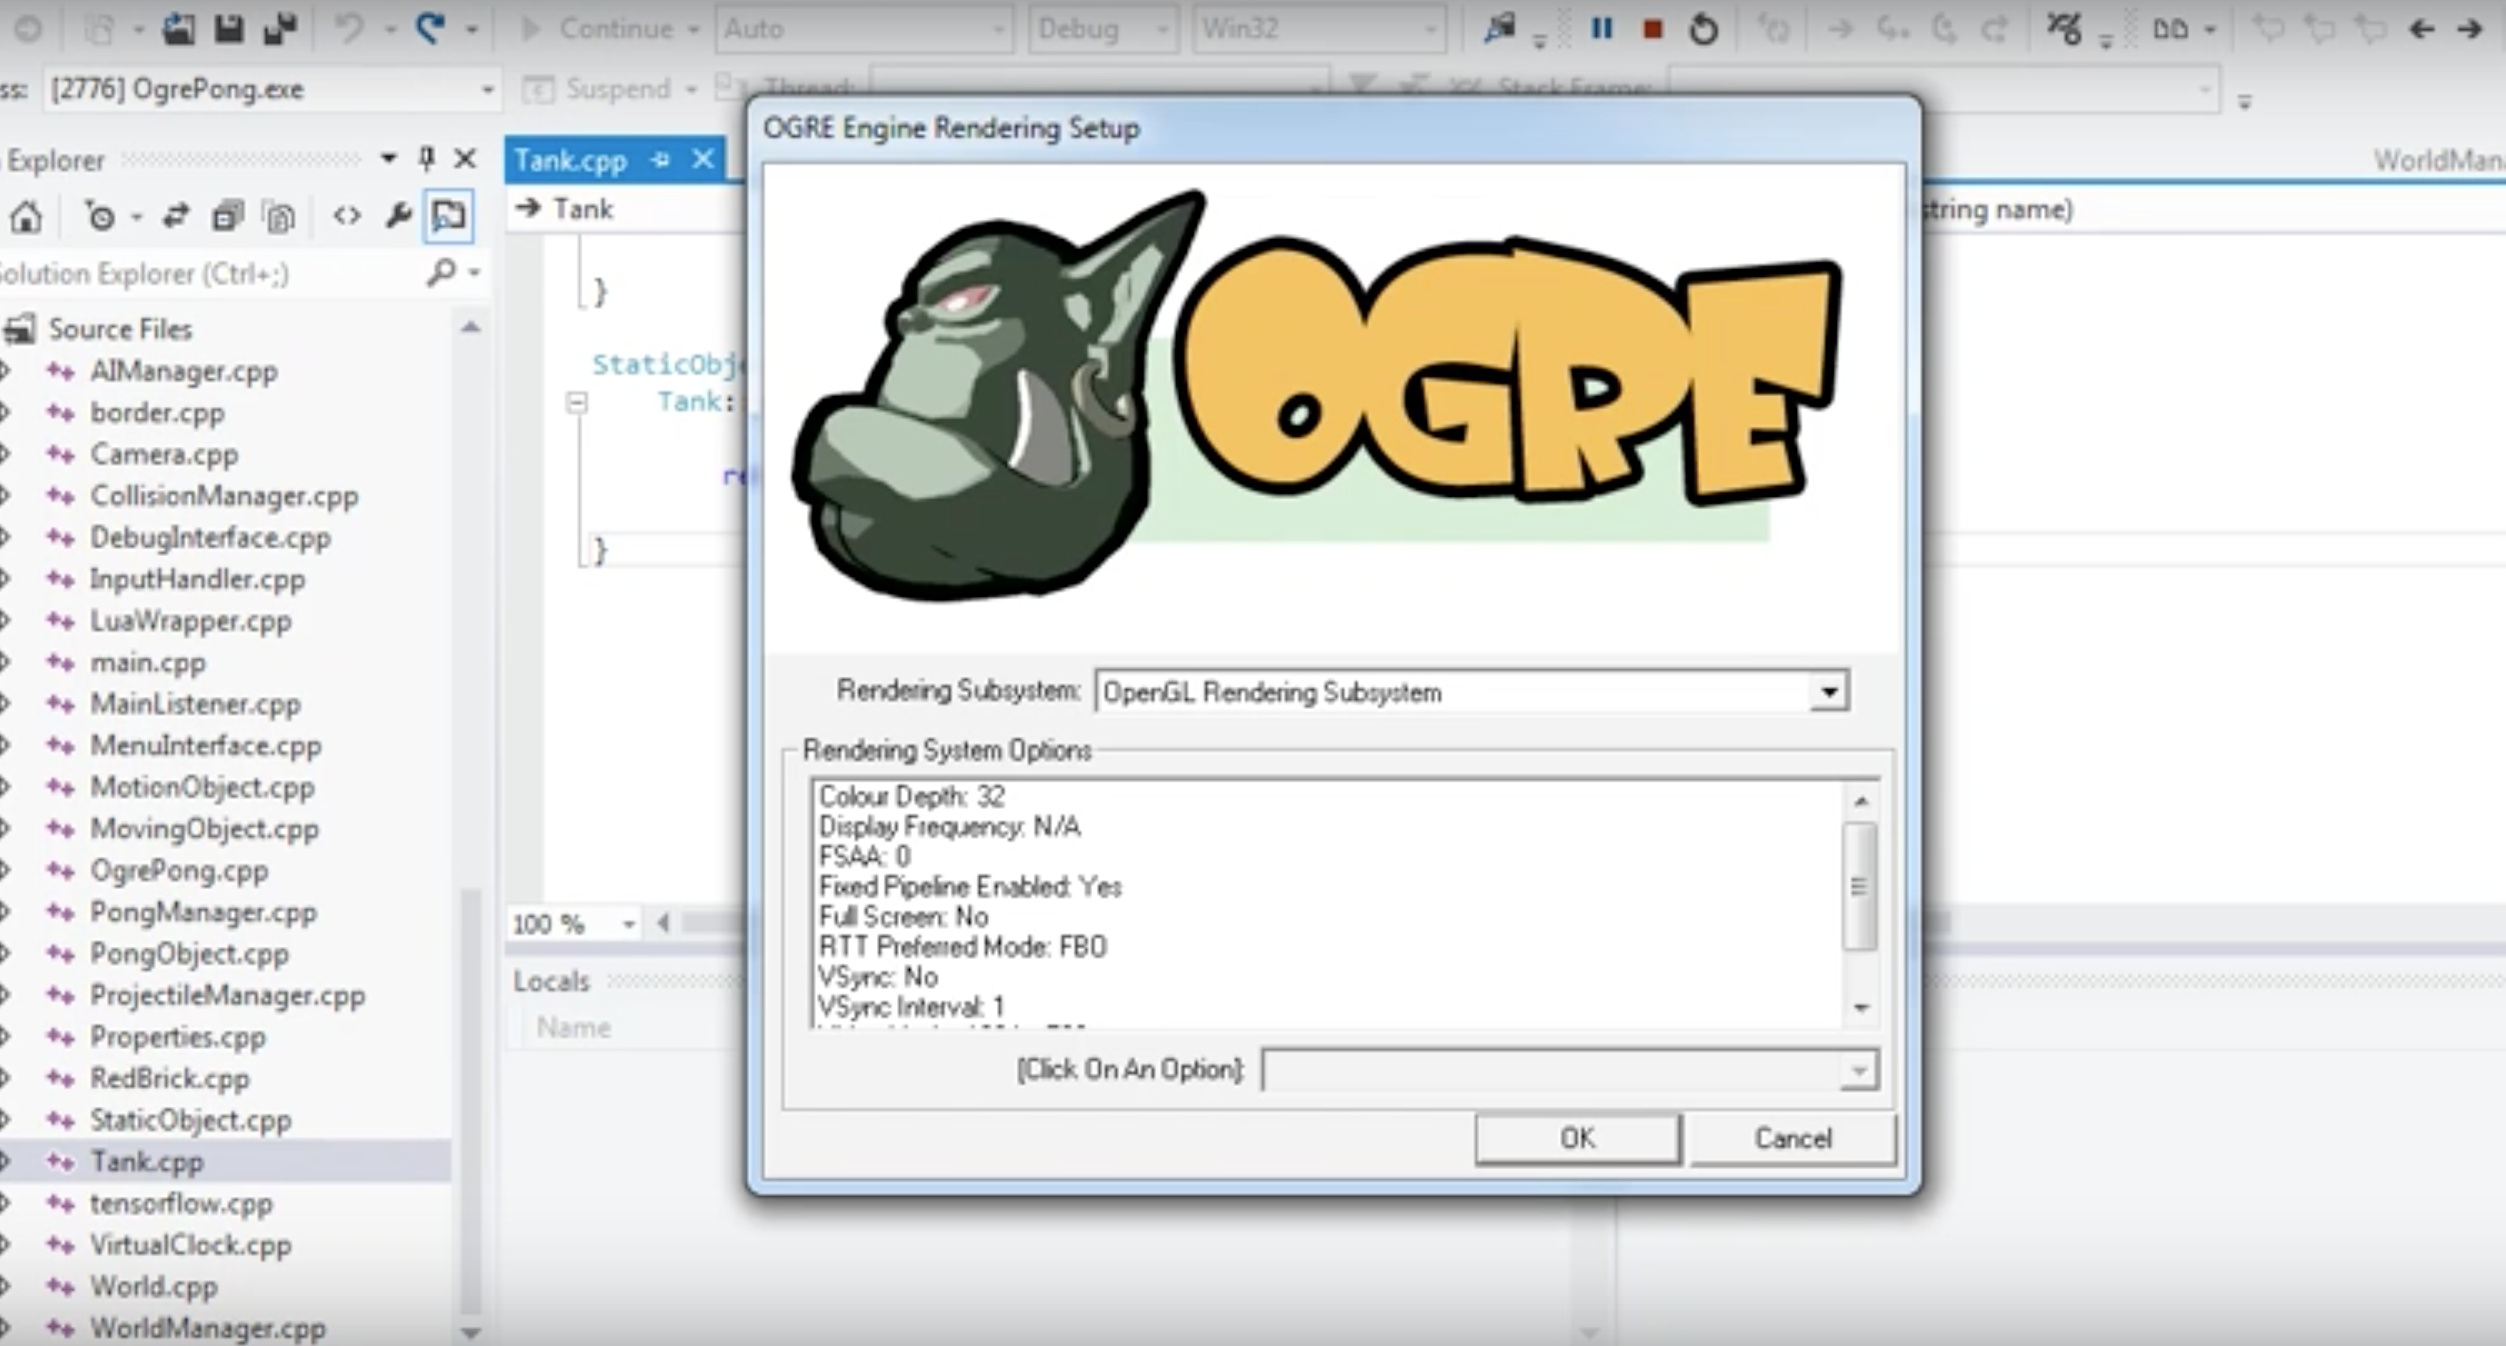 Continue
Auto
Debug
Win32
ss:
[2776] OgrePong.exe
Suspend
Thread:
Stack Frame:
Explorer
Tank.cpp
WorldMana
Tank
tring name)
Solution Explorer (Ctrl+;)
Source Files
AIManager.cpp
border.cpp
Camera.cpp
CollisionManager.cpp
DebugInterface.cpp
InputHandler.cpp
LuaWrapper.cpp
main.cpp
MainListener.cpp
MenuInterface.cpp
MotionObject.cpp
MovingObject.cpp
OgrePong.cpp
PongManager.cpp
PongObject.cpp
ProjectileManager.cpp
Properties.cpp
RedBrick.cpp
StaticObject.cpp
Tank.cpp
tensorflow.cpp
VirtualClock.cpp
World.cpp
WorldManager.cpp
}
StaticObje
Tank:
re
}
100 %
Locals
Name
OGRE Engine Rendering Setup
OGRE
Rendering Subsystem: OpenGL Rendering Subsystem
Rendering System Options
Colour Depth: 32
Display Frequency: N/A
FSAA: 0
Fixed Pipeline Enabled: Yes
Full Screen: No
RTT Preferred Mode: FBO
VSync: No
VSync Interval: 1
[Click On An Option]:
OK
Cancel